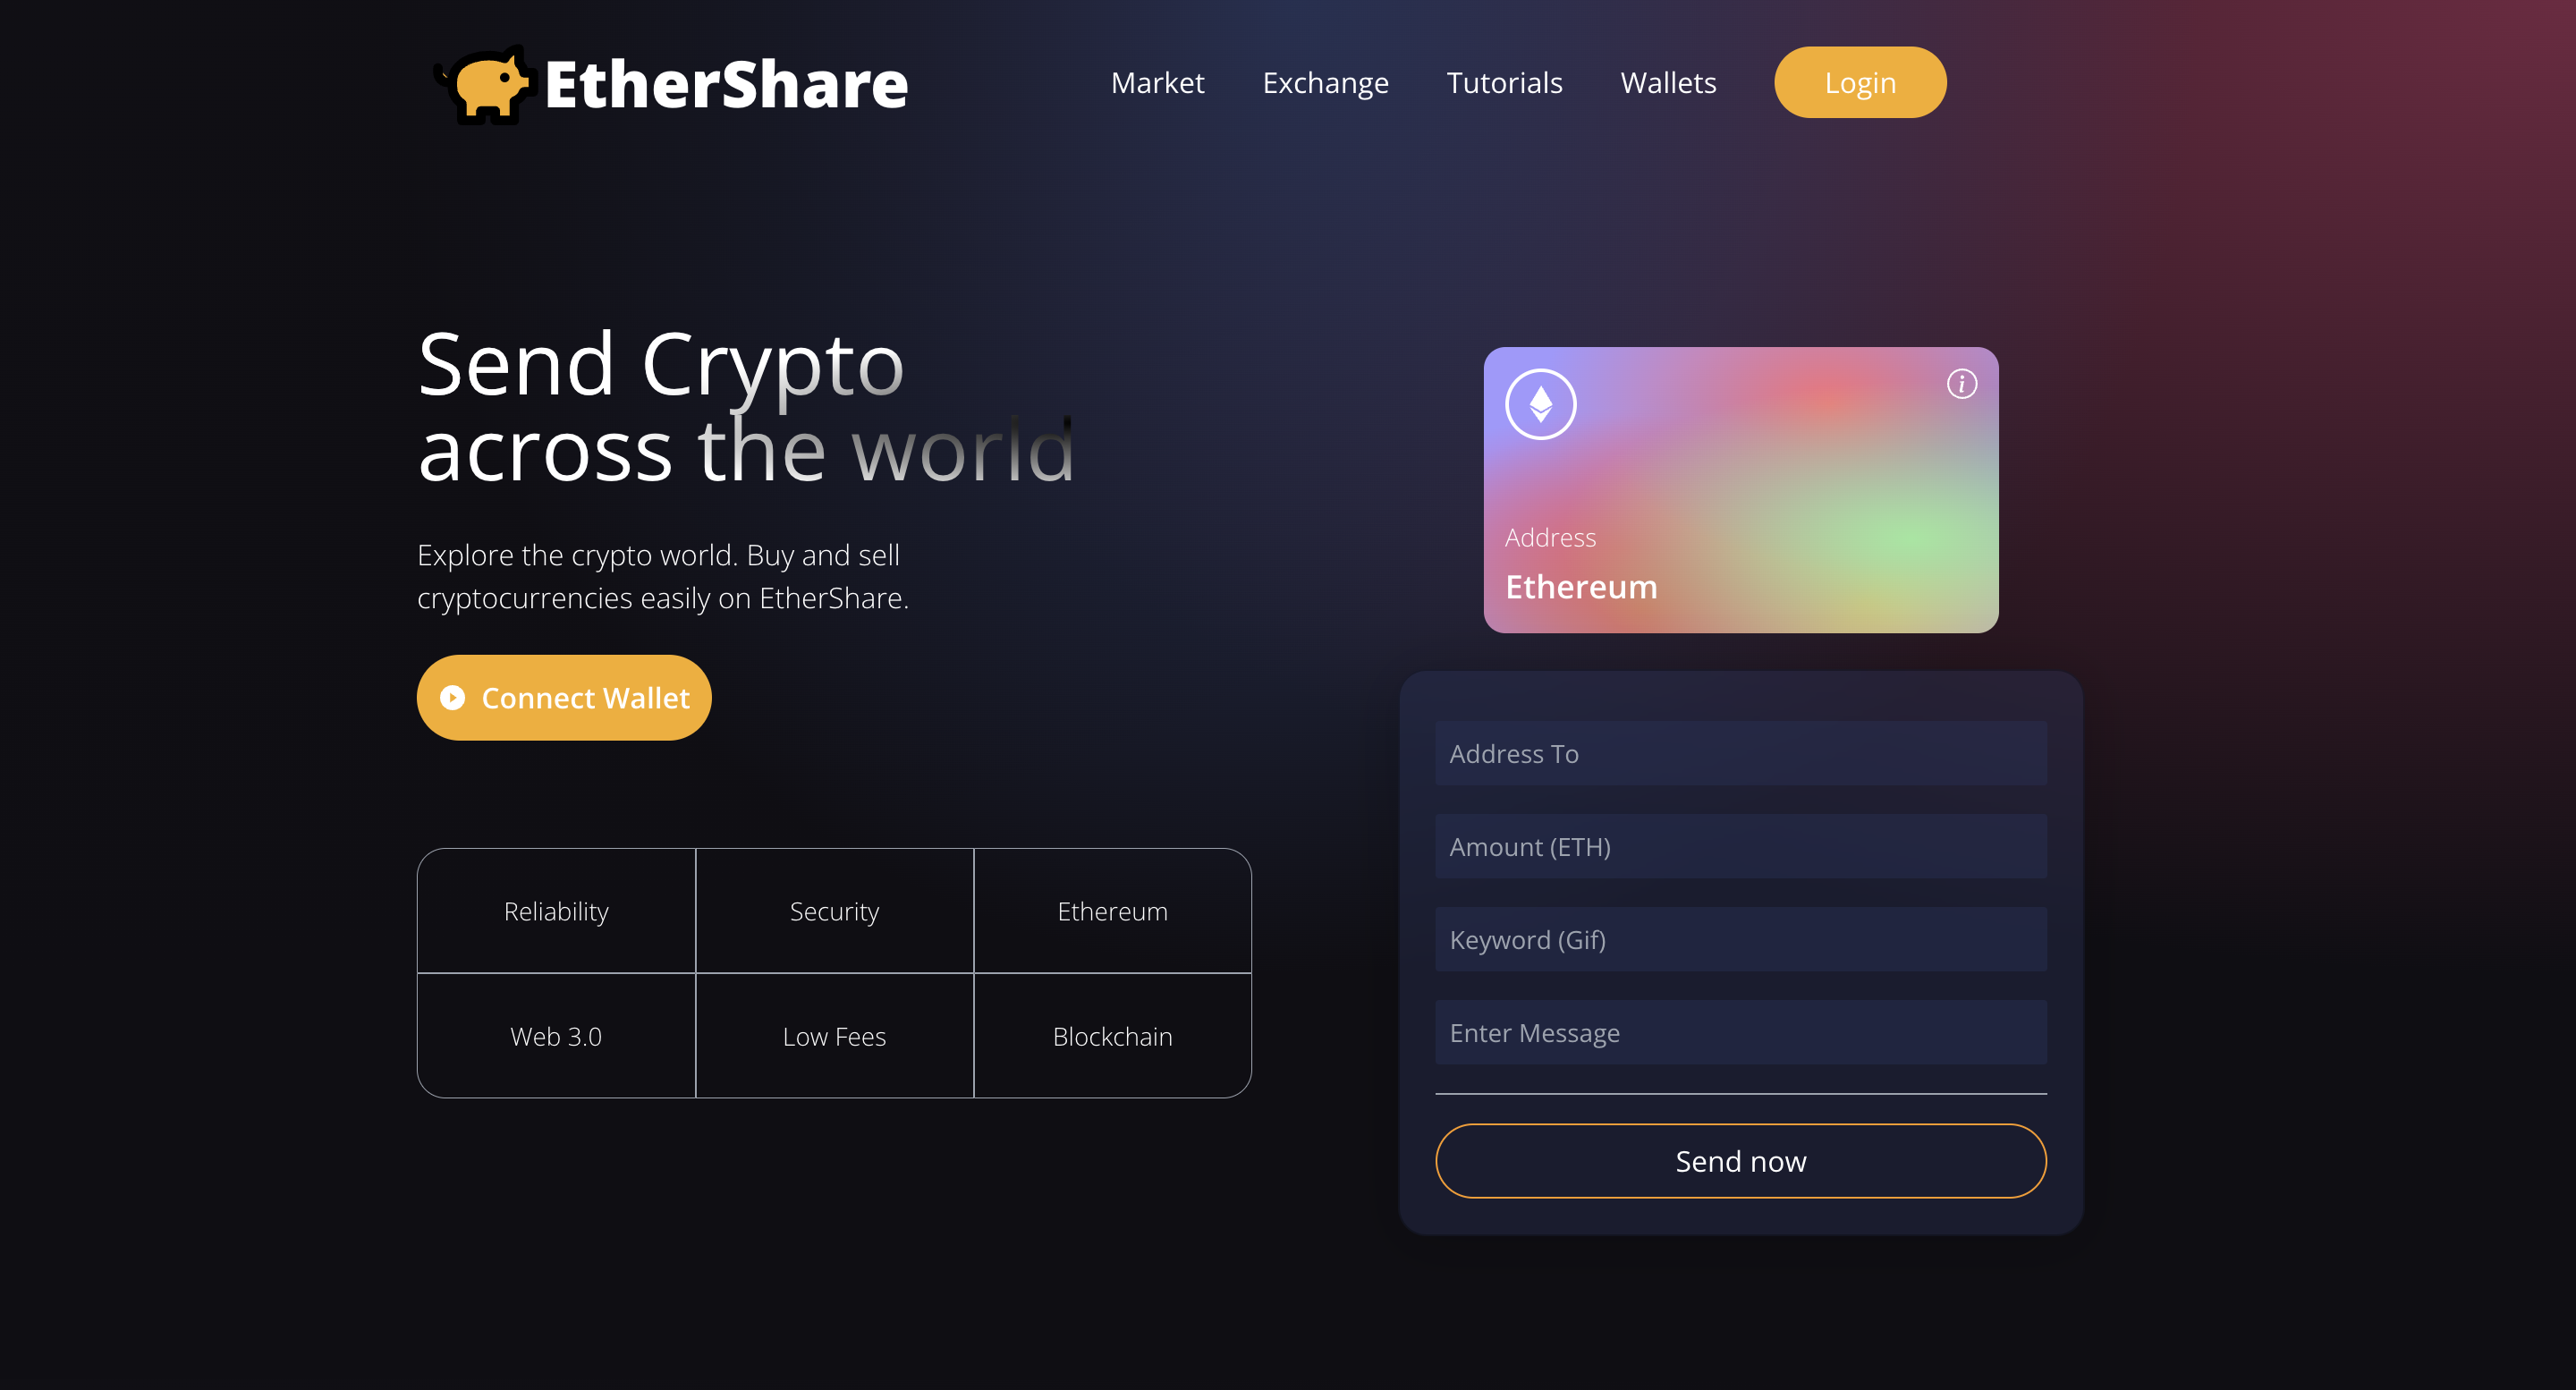 EtherShare
Market
Exchange
Tutorials
Wallets
Login
Send Crypto
across the world
Explore the crypto world. Buy and sell
cryptocurrencies easily on EtherShare.
Connect Wallet
Reliability
Security
Ethereum
Web 3.0
Low Fees
Blockchain
i
Address
Ethereum
Address To
Amount (ETH)
Keyword (Gif)
Enter Message
Send now